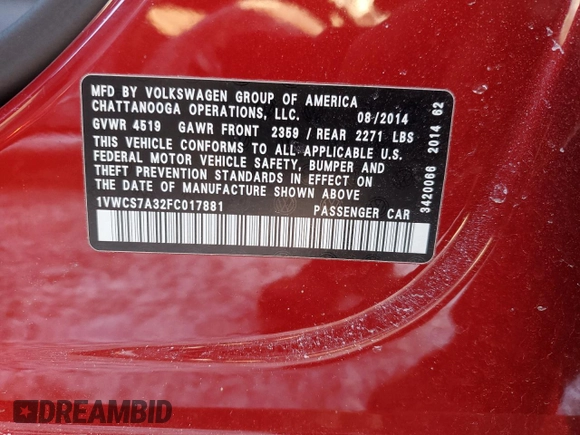 MFD BY VOLKSWAGEN GROUP OF AMERICA
CHATTANOOGA OPERATIONS, LLC. 08/2014
GVWR 4519 GAWR FRONT 2359 / REAR 2271 LBS
THIS VEHICLE CONFORMS TO ALL APPLICABLE U.S.
FEDERAL MOTOR VEHICLE SAFETY, BUMPER AND
THEFT PREVENTION STANDARDS IN EFFECT ON
THE DATE OF MANUFACTURE SHOWN ABOVE
1VWCS7A32FC017881 PASSENGER CAR
3420066 2014 62
DREAMBID